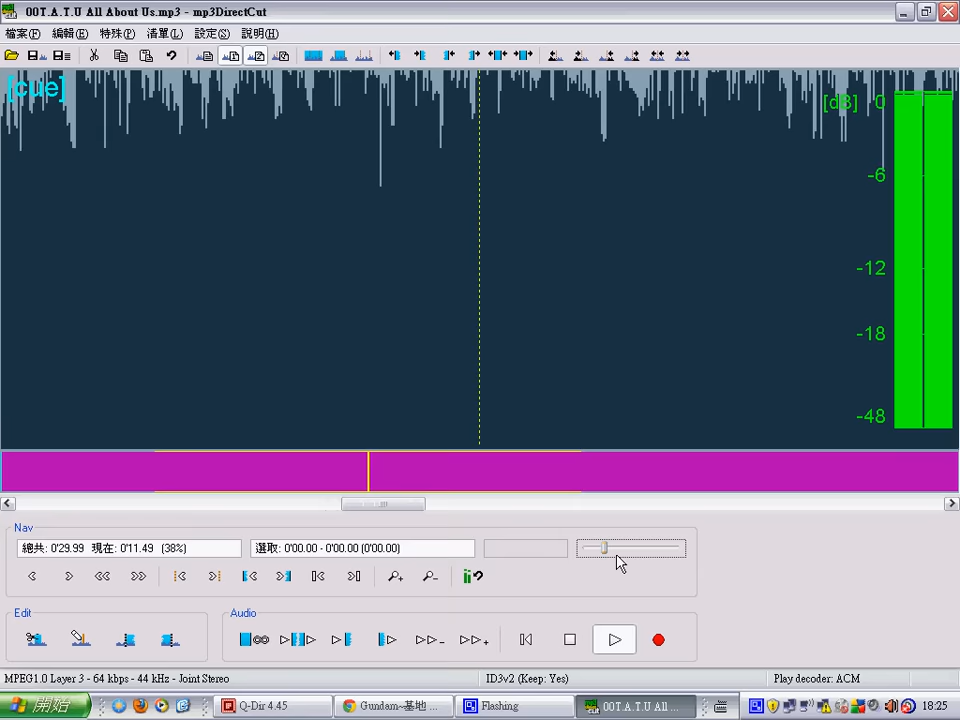 00T.A.T.U All About Us.mp3 - mp3DirectCut
檔案(F) 編輯(E) 特殊(P) 清單(L) 設定(S) 說明(H)
[cue]
[dB] 0
-6
-12
-18
-48
Nav
總共: 0'29.99 現在: 0'11.49 (38%)
選取: 0'00.00 - 0'00.00 (0'00.00)
Edit
Audio
MPEG1.0 Layer 3 - 64 kbps - 44 kHz - Joint Stereo
ID3v2 (Keep: Yes)
Play decoder: ACM
開始
Q-Dir 4.45
Gundam~基地 ...
Flashing
00T.A.T.U All ...
18:25